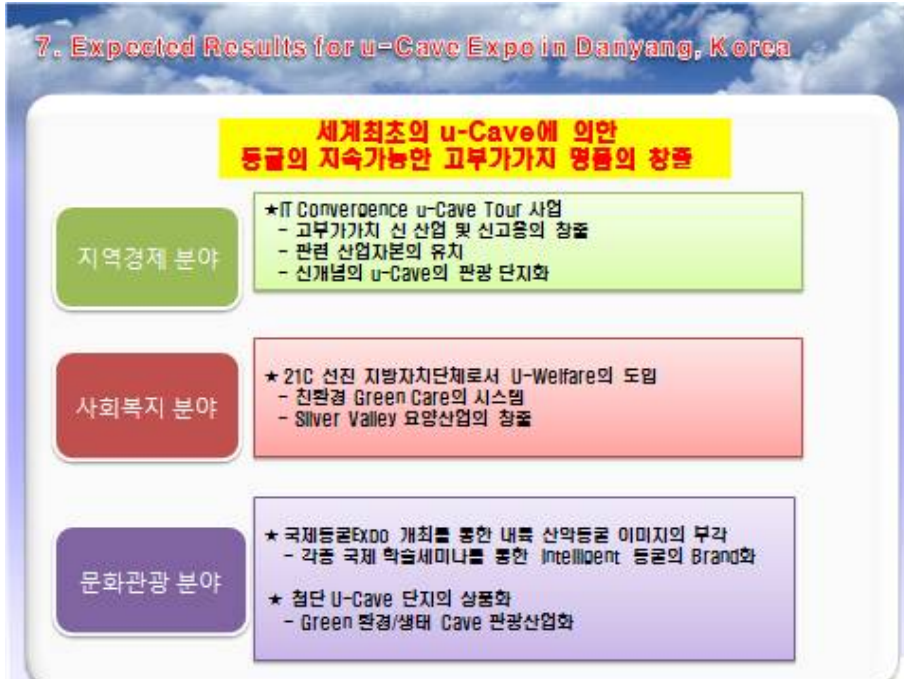 7. Expected Results for u-Cave Expo in Danyang, Korea
세계최초의 u-Cave에 의한
동굴의 지속가능한 고부가가지 명품의 창출
지역경제 분야
★IT Convergence u-Cave Tour 사업
- 고부가가치 신 산업 및 신고용의 창출
- 관련 산업자본의 유치
- 신개념의 u-Cave의 관광 단지화
사회복지 분야
★ 21C 선진 지방자치단체로서 U-Welfare의 도입
- 친환경 Green Care의 시스템
- Silver Valley 요양산업의 창출
문화관광 분야
★ 국제동굴Expo 개최를 통한 내륙 산악동굴 이미지의 부각
- 각종 국제 학술세미나를 통한 Intelligent 동굴의 Brand화
★ 첨단 U-Cave 단지의 상품화
- Green 환경/생태 Cave 관광산업화